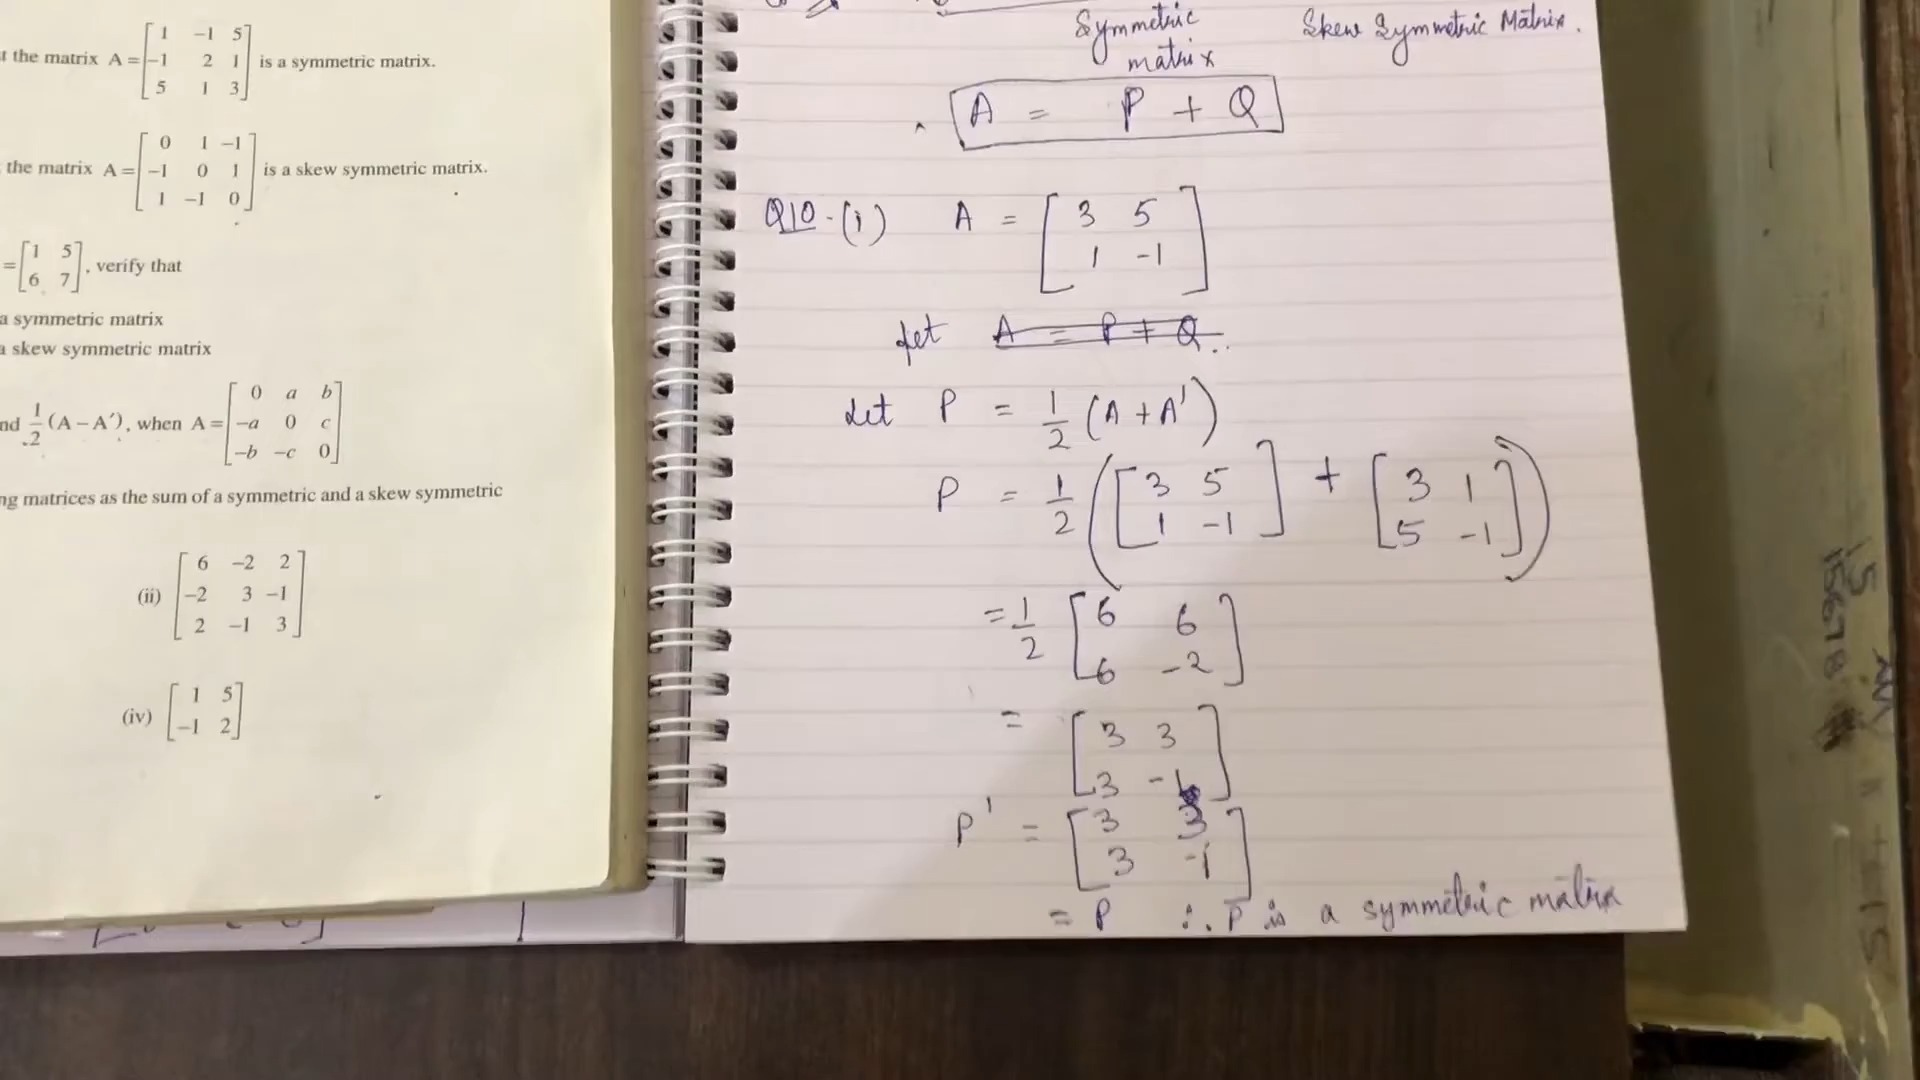 t the matrix A = [ 1 -1 5
-1 2 1
5 1 3 ] is a symmetric matrix.
the matrix A = [ 0 1 -1
-1 0 1
1 -1 0 ] is a skew symmetric matrix.
= [ 1 5
6 7 ], verify that
a symmetric matrix
a skew symmetric matrix
nd 1/2 (A – A′), when A = [ 0 a b
-a 0 c
-b -c 0 ]
ng matrices as the sum of a symmetric and a skew symmetric
(ii) [ 6 -2 2
-2 3 -1
2 -1 3 ]
(iv) [ 1 5
-1 2 ]
Symmetric matrix
Skew Symmetric Matrix.
A = P + Q
Q10-(i) A = [ 3 5
1 -1 ]
Let A = P + Q
Let P = 1/2 (A + A')
P = 1/2 ( [ 3 5
1 -1 ] + [ 3 1
5 -1 ] )
= 1/2 [ 6 6
6 -2 ]
= [ 3 3
3 -1 ]
P' = [ 3 3
3 -1 ]
= P ∴ P is a symmetric matrix